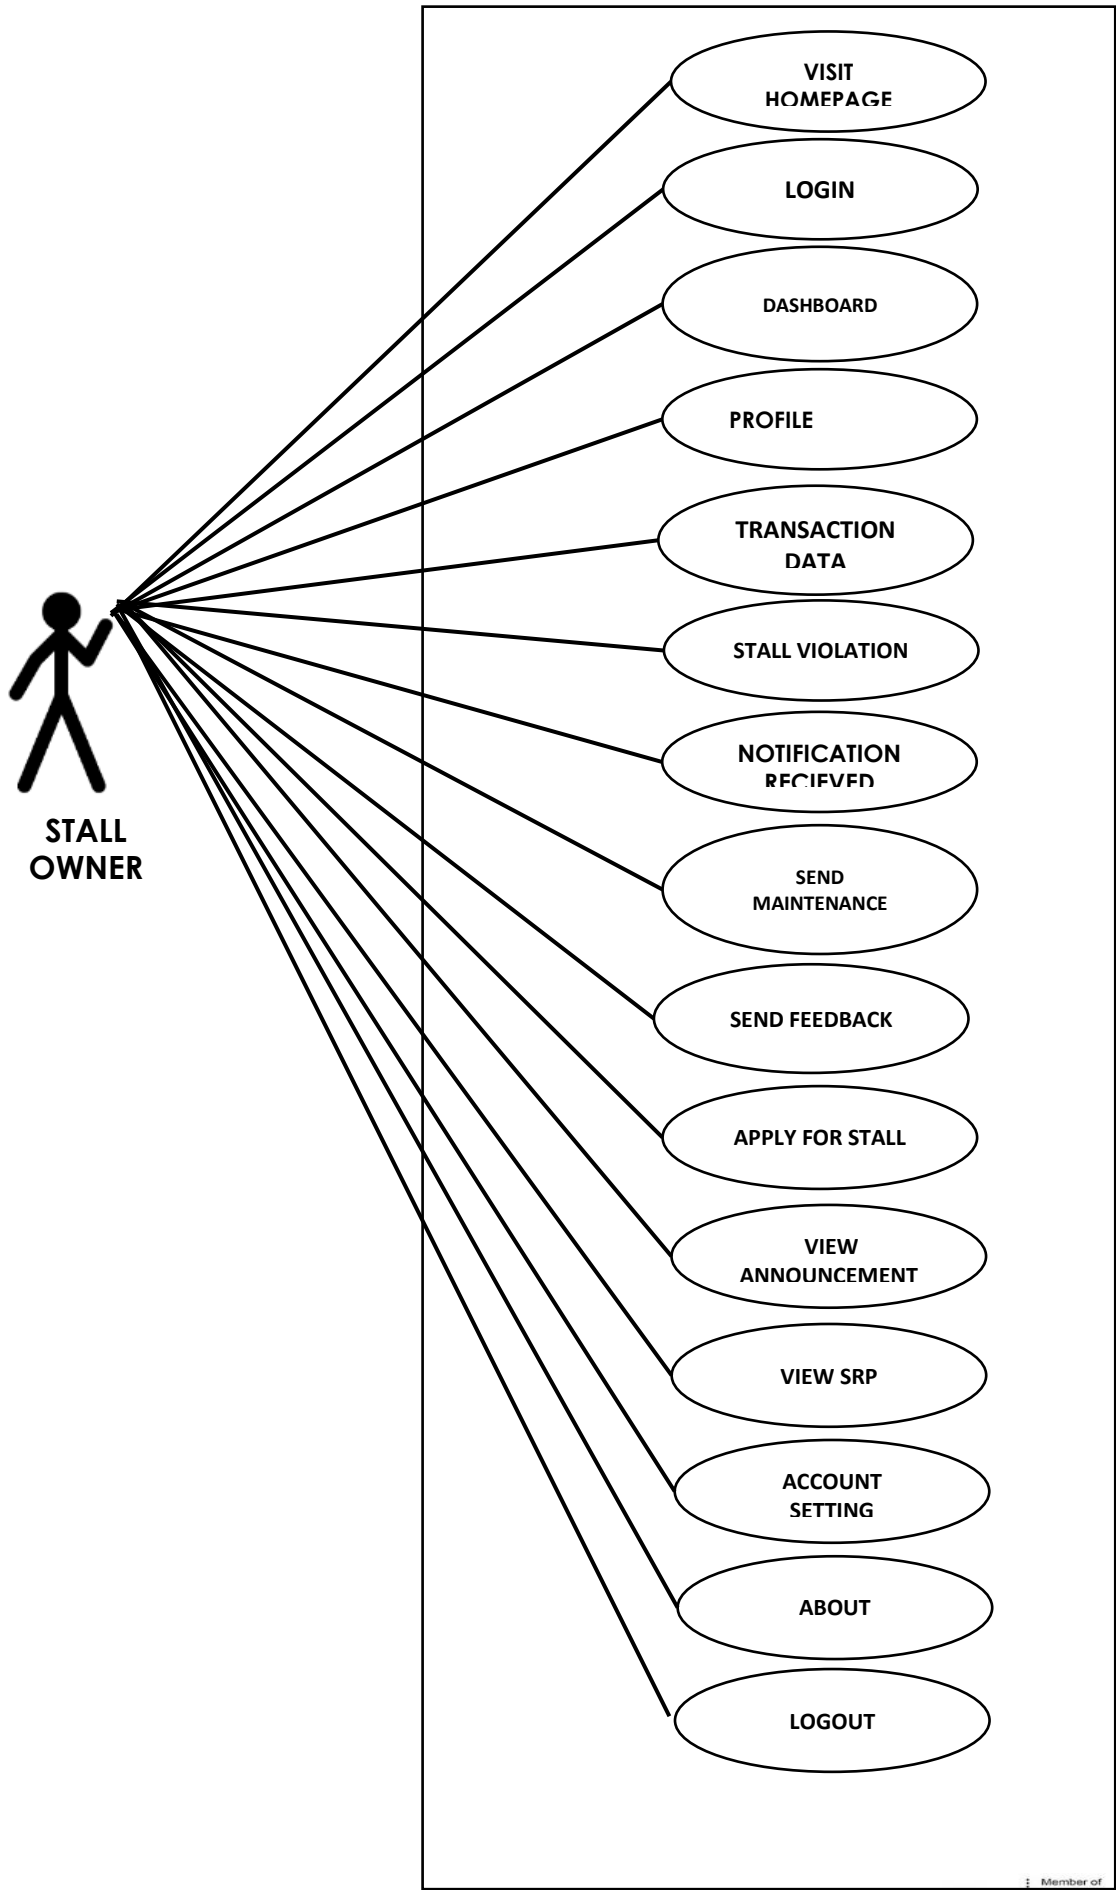 VISIT
HOMEPAGE
LOGIN
DASHBOARD
PROFILE
TRANSACTION
DATA
STALL VIOLATION
NOTIFICATION
RECIEVED
STALL
OWNER
SEND
MAINTENANCE
SEND FEEDBACK
APPLY FOR STALL
VIEW
ANNOUNCEMENT
VIEW SRP
ACCOUNT
SETTING
ABOUT
LOGOUT
Member of